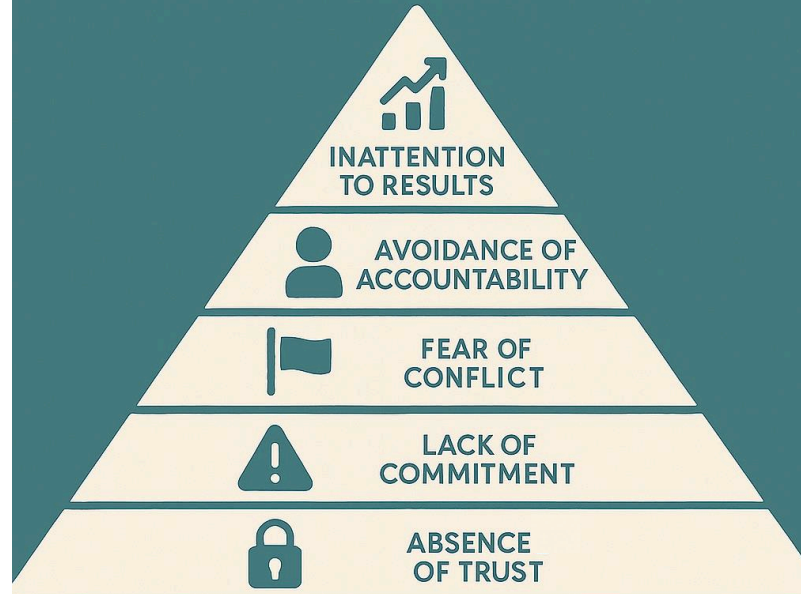 INATTENTION
TO RESULTS
AVOIDANCE OF
ACCOUNTABILITY
FEAR OF
CONFLICT
LACK OF
COMMITMENT
ABSENCE
OF TRUST